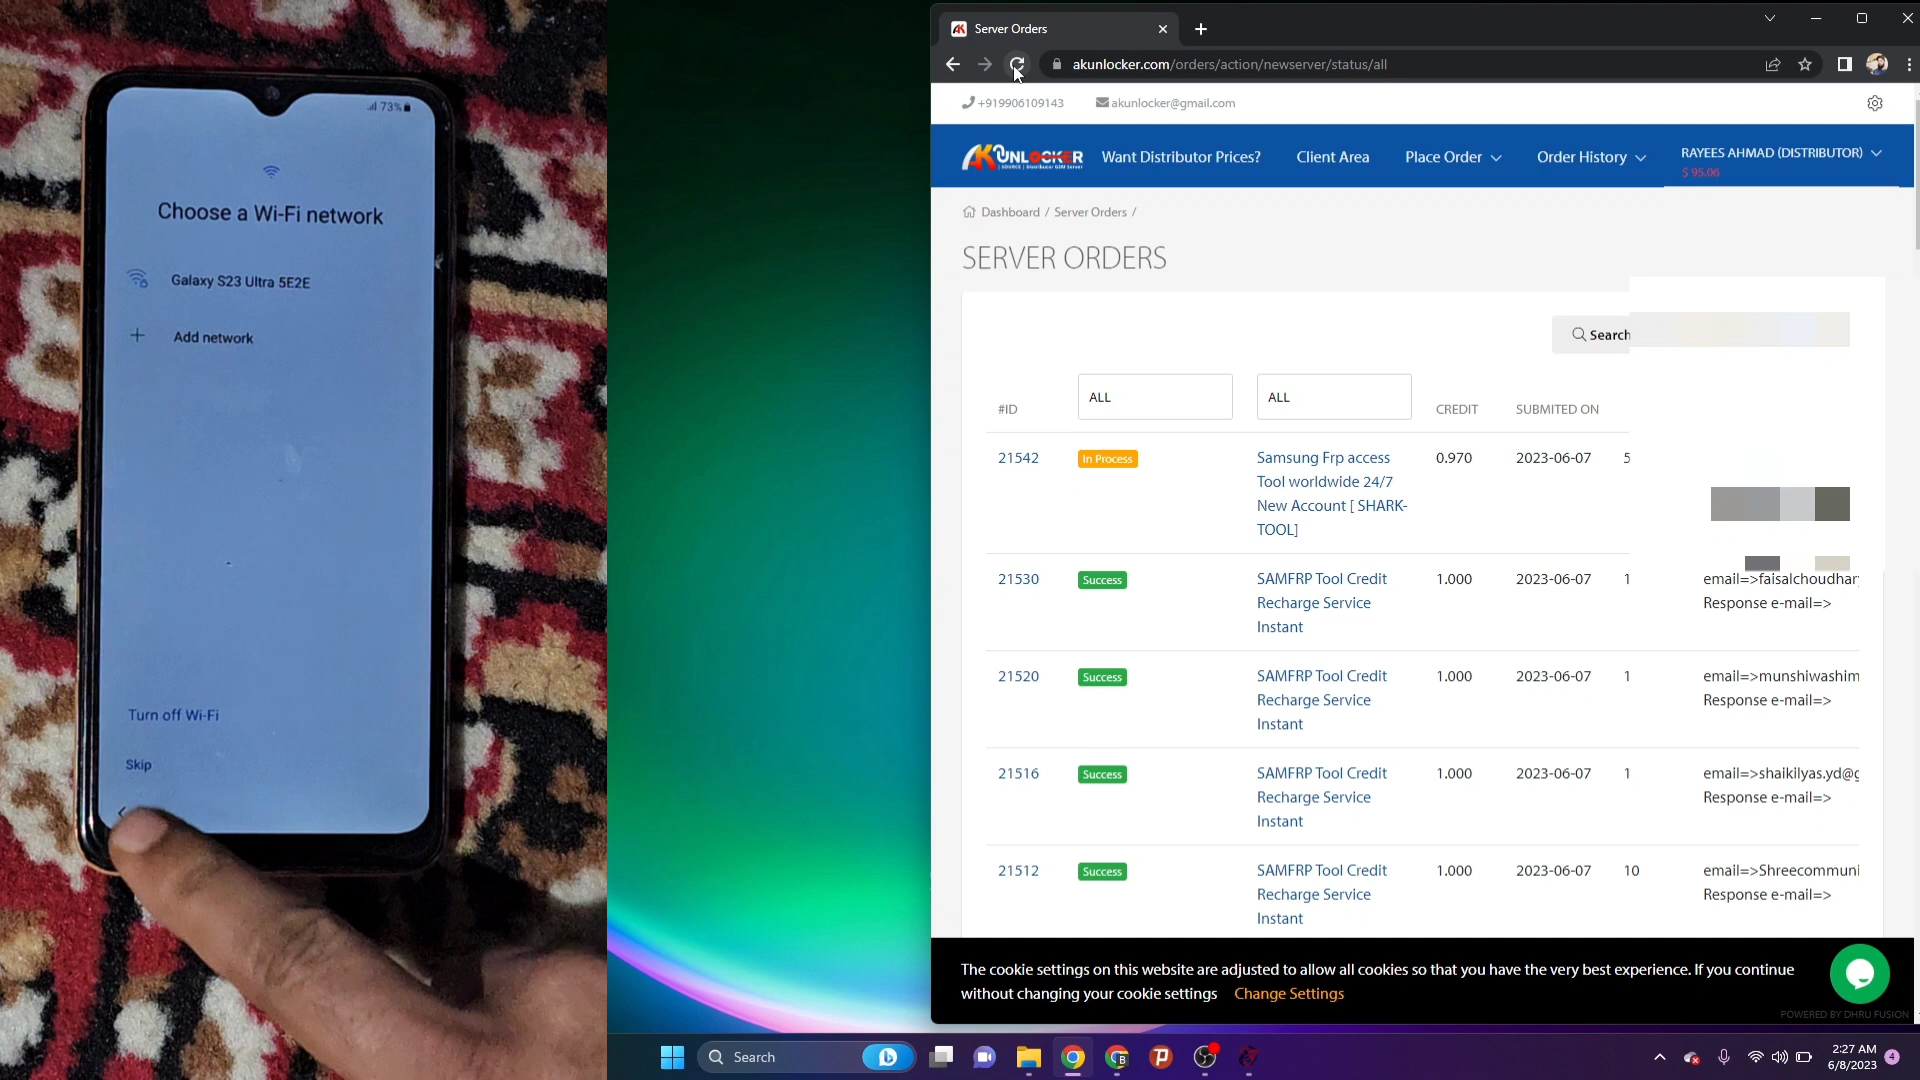 73%
Choose a Wi-Fi network
Galaxy S23 Ultra 5E2E
Add network
Turn off Wi-Fi
Skip
Server Orders
akunlocker.com/orders/action/newserver/status/all
+919906109143
akunlocker@gmail.com
AK UNLOCKER
Want Distributor Prices?
Client Area
Place Order
Order History
RAYEES AHMAD (DISTRIBUTOR)
$ 95.06
Dashboard / Server Orders /
SERVER ORDERS
Search
#ID
ALL
ALL
CREDIT
SUBMITED ON
21542
In Process
Samsung Frp access
Tool worldwide 24/7
New Account [ SHARK-
TOOL]
0.970
2023-06-07
5
21530
Success
SAMFRP Tool Credit
Recharge Service
Instant
1.000
2023-06-07
1
email=>faisalchoudhar
Response e-mail=>
21520
Success
SAMFRP Tool Credit
Recharge Service
Instant
1.000
2023-06-07
1
email=>munshiwashim
Response e-mail=>
21516
Success
SAMFRP Tool Credit
Recharge Service
Instant
1.000
2023-06-07
1
email=>shaikilyas.yd@g
Response e-mail=>
21512
Success
SAMFRP Tool Credit
Recharge Service
Instant
1.000
2023-06-07
10
email=>Shreecommuni
Response e-mail=>
The cookie settings on this website are adjusted to allow all cookies so that you have the very best experience. If you continue
without changing your cookie settings Change Settings
POWERED BY DHRU FUSION
Search
2:27 AM
6/8/2023
4